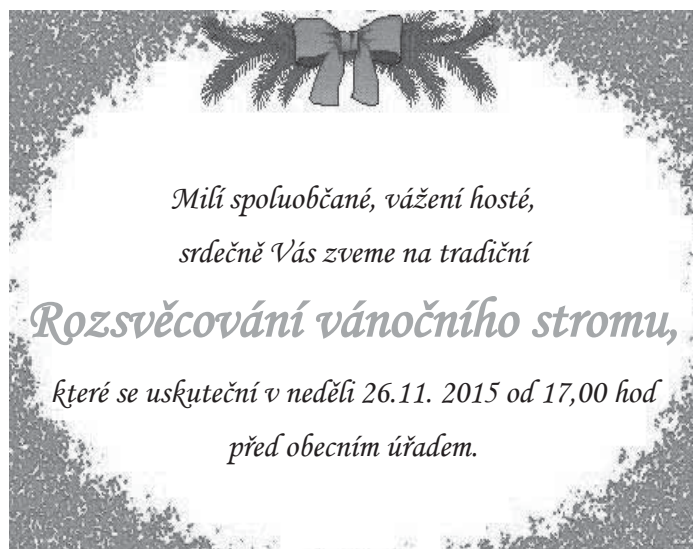 Milí spoluobčané, vážení hosté,
srdečně Vás zveme na tradiční
Rozsvěcování vánočního stromu,
které se uskuteční v neděli 26.11. 2015 od 17,00 hod
před obecním úřadem.